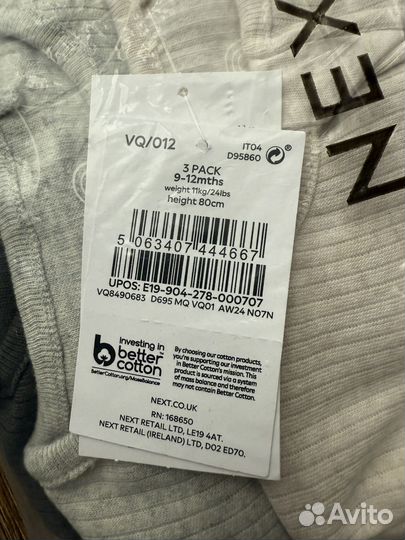 NEX
VQ/012
IT04
D95860
3 PACK
9-12mths
weight 11kg/24lbs
height 80cm
5 063407 444667
UPOS: E19-904-278-000707
VQ8490683 D695 MQ VQ01 AW24 N07N
investing in
better
cotton
BetterCotton.org/MassBalance
By choosing our cotton products,
you're supporting our investment
in Better Cotton's mission. This
product is sourced via a system
of mass balance and therefore
may not contain Better Cotton.
NEXT.CO.UK
RN: 168650
NEXT RETAIL LTD, LE19 4AT.
NEXT RETAIL (IRELAND) LTD, D02 ED70.
Avito